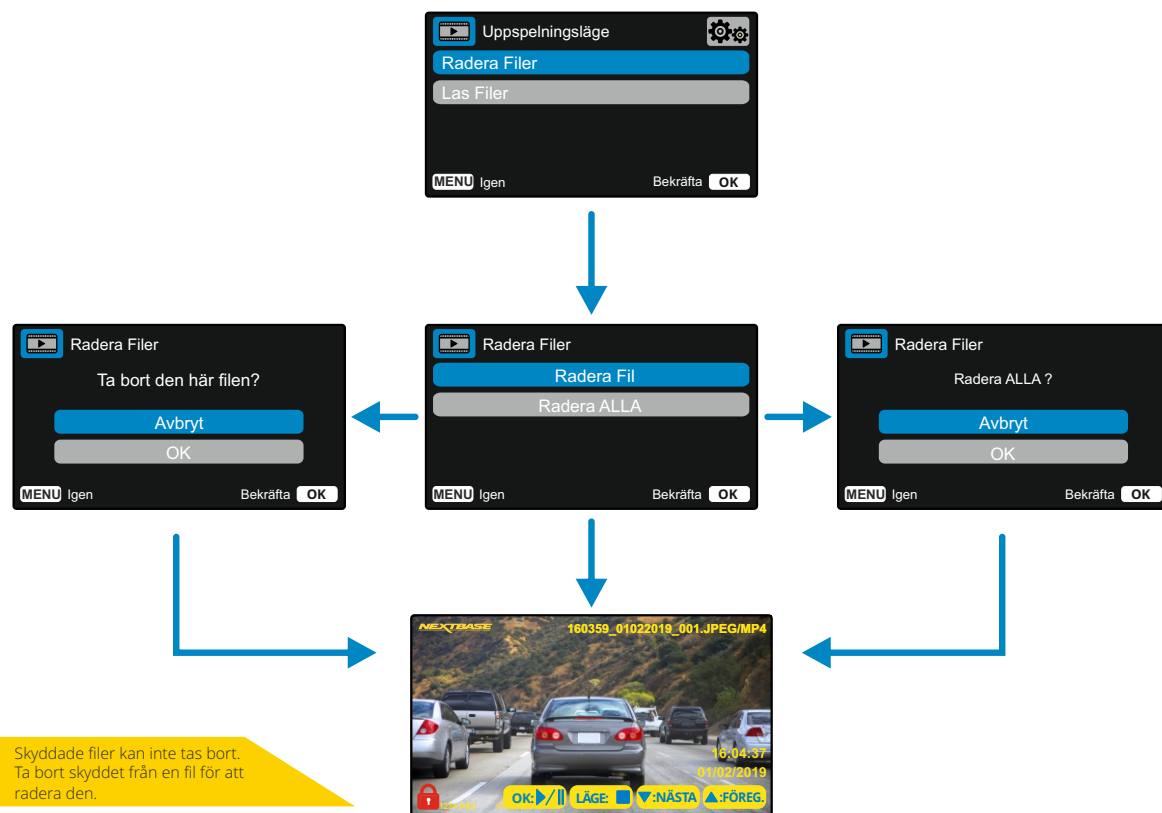 Uppspelningsläge
Radera Filer
Las Filer
MENU Igen Bekräfta OK
Radera Filer
Ta bort den här filen?
Avbryt
OK
MENU Igen Bekräfta OK
Radera Filer
Radera Fil
Radera ALLA
MENU Igen Bekräfta OK
Radera Filer
Radera ALLA ?
Avbryt
OK
MENU Igen Bekräfta OK
NEXTBASE 160359_01022019_001.JPEG/MP4
16:04:37
01/02/2019
OK: LÄGE: :NÄSTA :FÖREG.
Skyddade filer kan inte tas bort.
Ta bort skyddet från en fil för att
radera den.